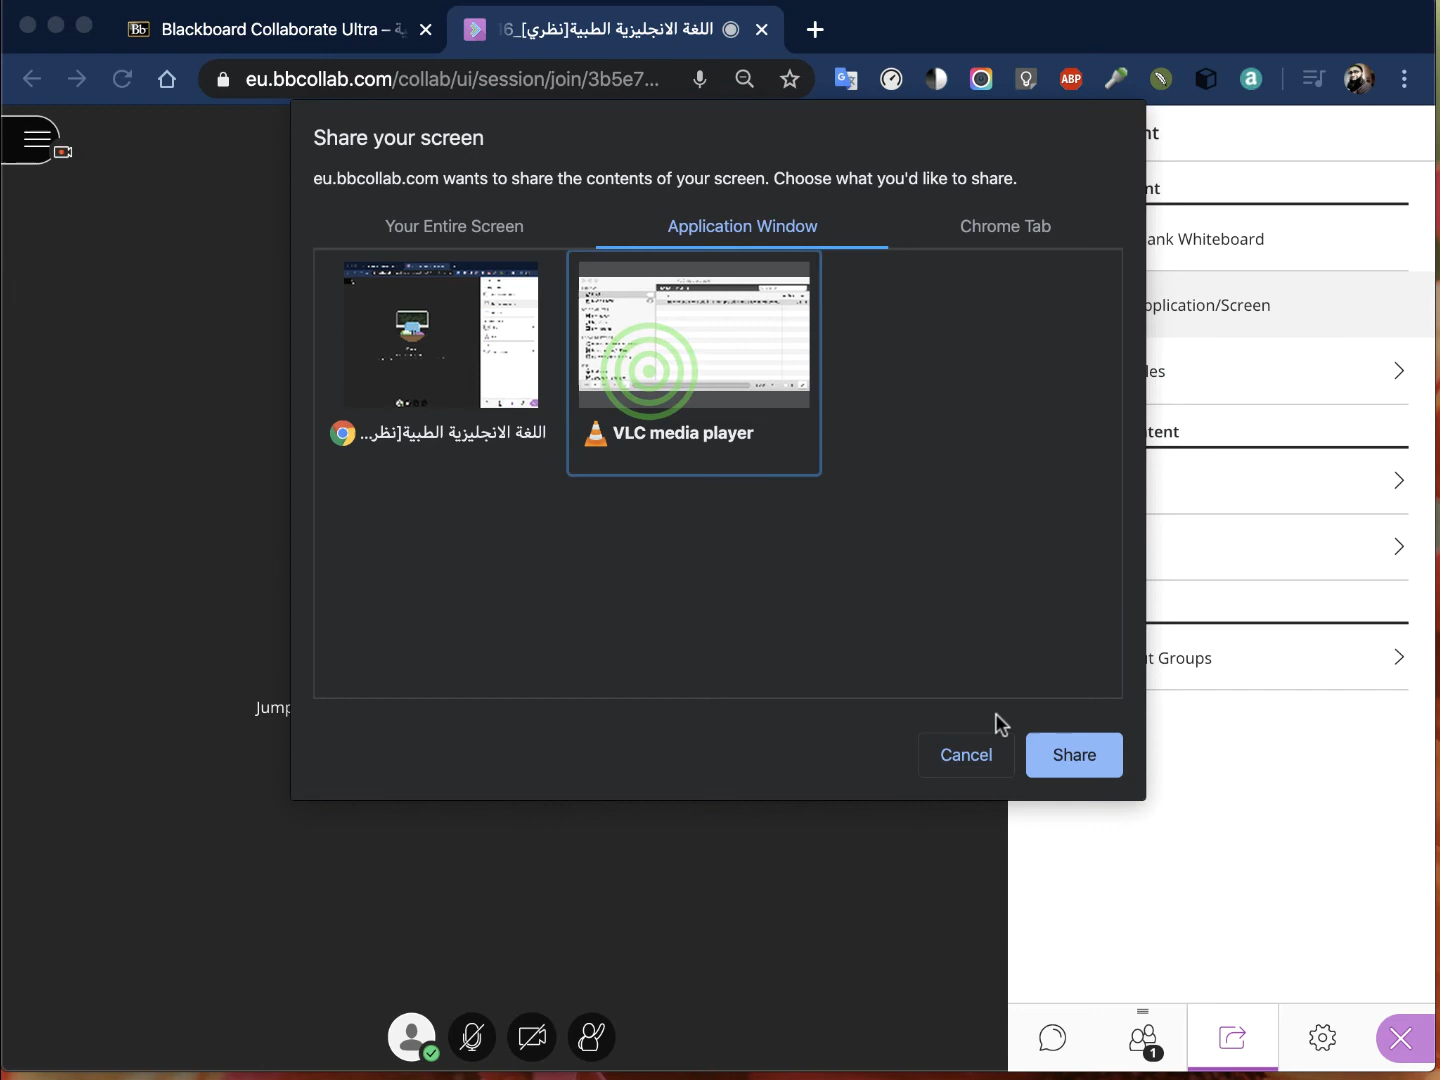 Blackboard Collaborate Ultra –
اللغة الانجليزية الطبية[نظري]_16
eu.bbcollab.com/collab/ui/session/join/3b5e7...
ABP
Share your screen
eu.bbcollab.com wants to share the contents of your screen. Choose what you'd like to share.
Your Entire Screen
Application Window
Chrome Tab
اللغة الانجليزية الطبية[نظر...
VLC media player
Cancel
Share
nt
nt
ank Whiteboard
pplication/Screen
les
tent
t Groups
Jump
1